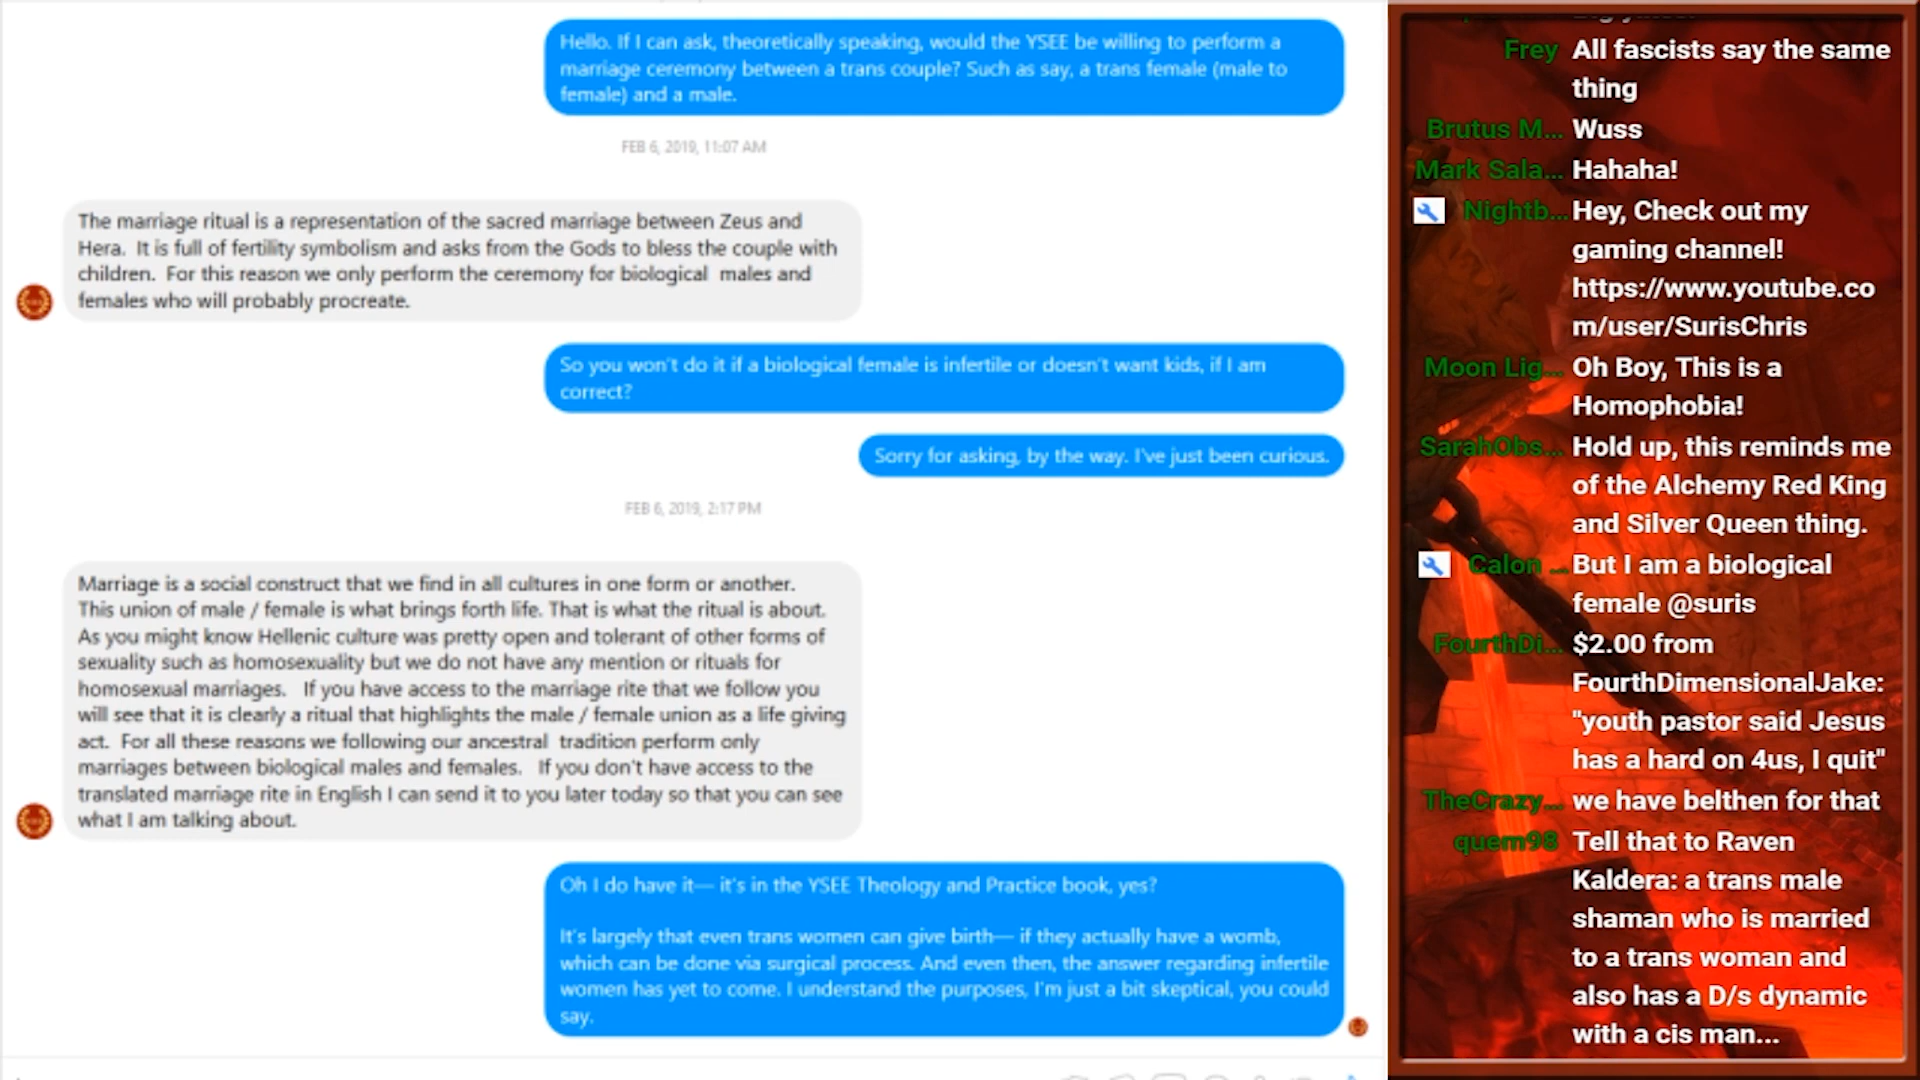 Hello. If I can ask, theoretically speaking, would the YSEE be willing to perform a
marriage ceremony between a trans couple? Such as say, a trans female (male to
female) and a male.
FEB 6, 2019, 11:07 AM
The marriage ritual is a representation of the sacred marriage between Zeus and
Hera. It is full of fertility symbolism and asks from the Gods to bless the couple with
children. For this reason we only perform the ceremony for biological males and
females who will probably procreate.
So you won't do it if a biological female is infertile or doesn't want kids, if I am
correct?
Sorry for asking, by the way. I've just been curious.
FEB 6, 2019, 2:17 PM
Marriage is a social construct that we find in all cultures in one form or another.
This union of male / female is what brings forth life. That is what the ritual is about.
As you might know Hellenic culture was pretty open and tolerant of other forms of
sexuality such as homosexuality but we do not have any mention or rituals for
homosexual marriages. If you have access to the marriage rite that we follow you
will see that it is clearly a ritual that highlights the male / female union as a life giving
act. For all these reasons we following our ancestral tradition perform only
marriages between biological males and females. If you don't have access to the
translated marriage rite in English I can send it to you later today so that you can see
what I am talking about.
Oh I do have it— it's in the YSEE Theology and Practice book, yes?
It's largely that even trans women can give birth— if they actually have a womb,
which can be done via surgical process. And even then, the answer regarding infertile
women has yet to come. I understand the purposes, I'm just a bit skeptical, you could
say.
Frey All fascists say the same
thing
Brutus M... Wuss
Mark Sala... Hahaha!
Nightb... Hey, Check out my
gaming channel!
https://www.youtube.co
m/user/SurisChris
Moon Lig... Oh Boy, This is a
Homophobia!
SarahObs... Hold up, this reminds me
of the Alchemy Red King
and Silver Queen thing.
Calon ... But I am a biological
female @suris
FourthDi... $2.00 from
FourthDimensionalJake:
"youth pastor said Jesus
has a hard on 4us, I quit"
TheCrazy... we have belthen for that
quern98 Tell that to Raven
Kaldera: a trans male
shaman who is married
to a trans woman and
also has a D/s dynamic
with a cis man...